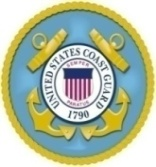 UNITED STATES COAST GUARD
SEMPER
PARATUS
1790